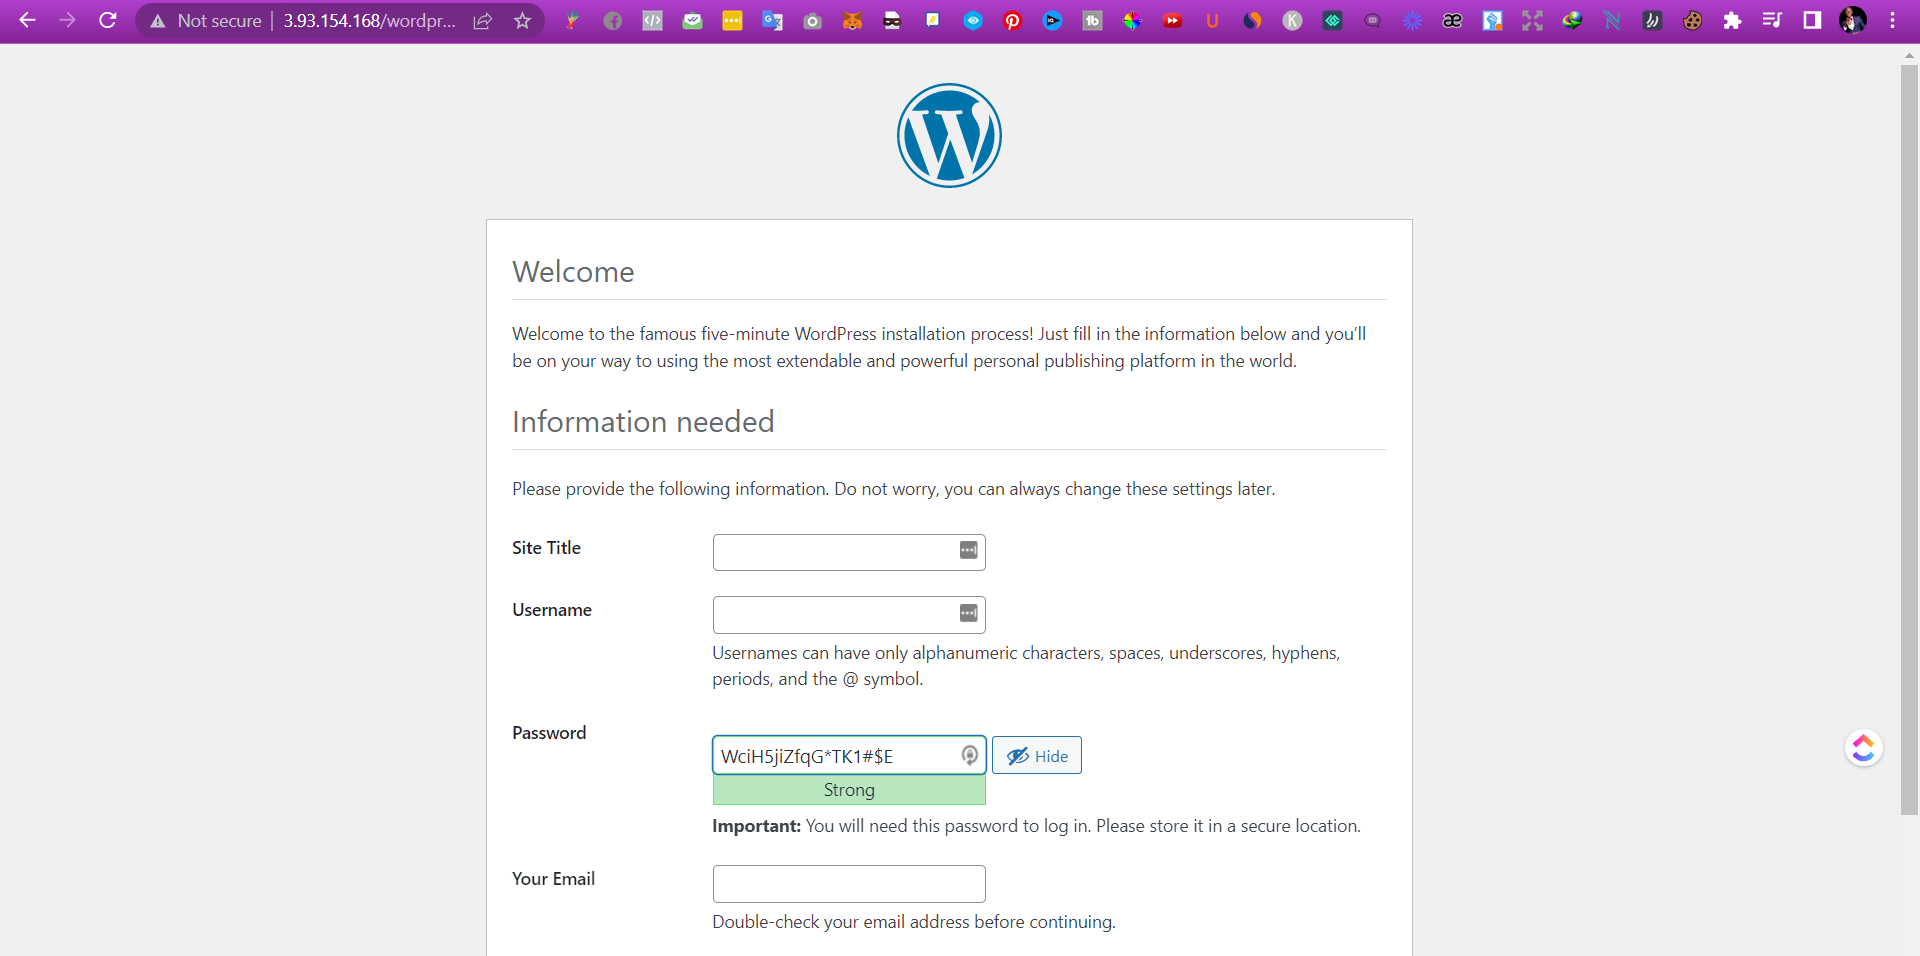 Not secure | 3.93.154.168/wordpr...
Welcome
Welcome to the famous five-minute WordPress installation process! Just fill in the information below and you’ll
be on your way to using the most extendable and powerful personal publishing platform in the world.
Information needed
Please provide the following information. Do not worry, you can always change these settings later.
Site Title
Username
Usernames can have only alphanumeric characters, spaces, underscores, hyphens,
periods, and the @ symbol.
Password
WciH5jiZfqG*TK1#$E
Hide
Strong
Important: You will need this password to log in. Please store it in a secure location.
Your Email
Double-check your email address before continuing.